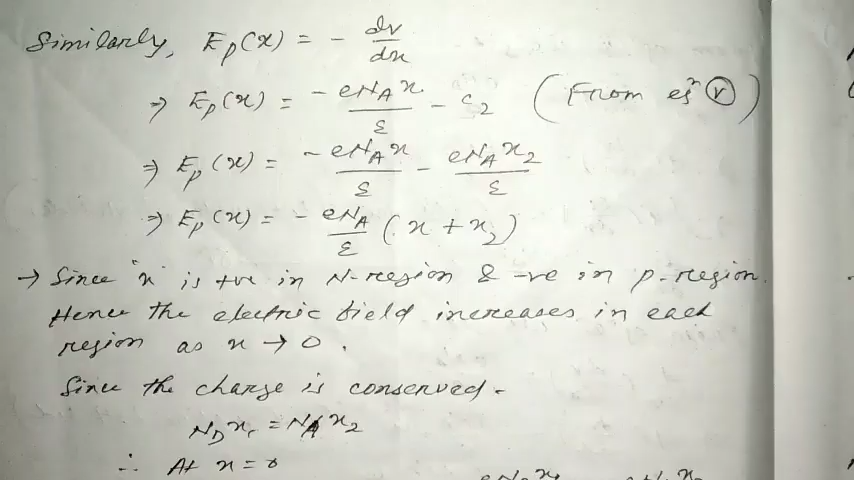 Similarly, Ep(x) = - dv/dx
⇒ Ep(x) = -eNAx/ε - c2 (From eqn ⓥ)
⇒ Ep(x) = -eNAx/ε - eNAx2/ε
⇒ Ep(x) = - eNA/ε (x + x2)
→ Since "x" is +ve in N-region & -ve in p-region.
Hence the electric field increases in each
region as x → 0.
Since the charge is conserved -
NDx1 = NAx2
∴ At x = 0